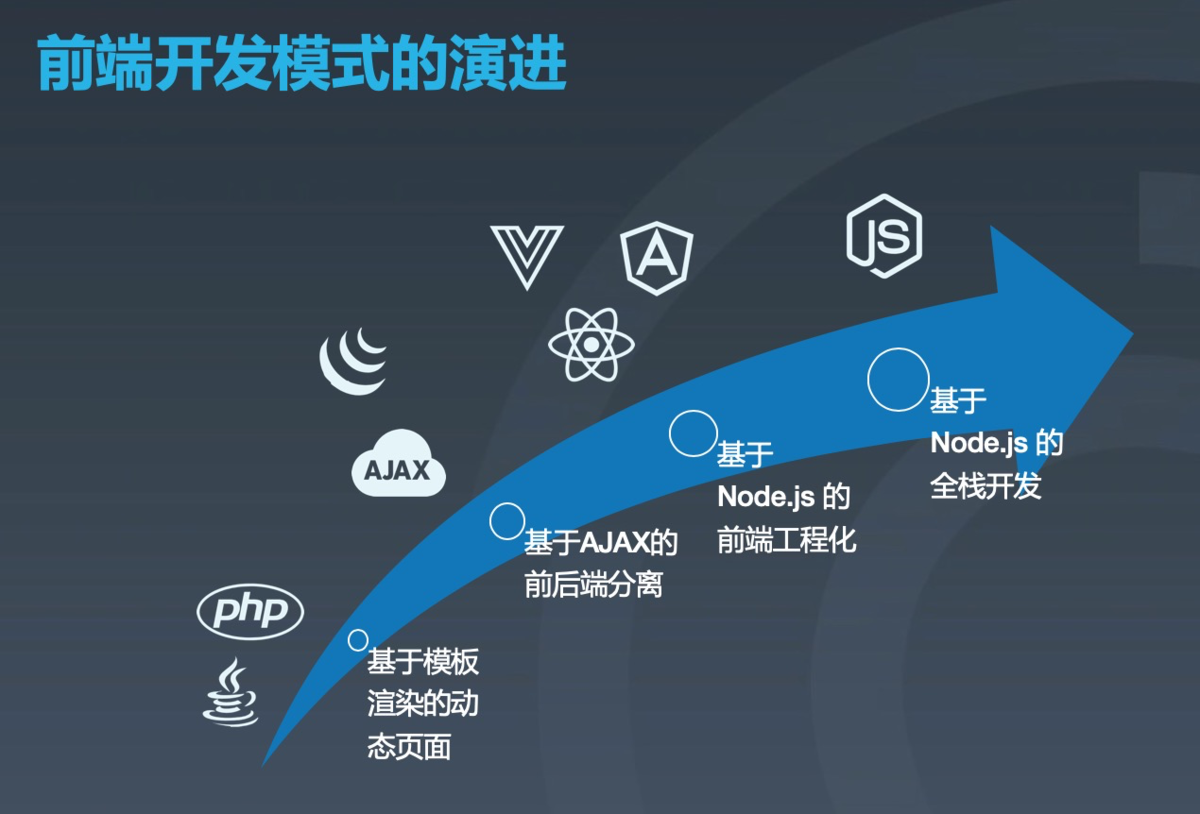 前端开发模式的演进
JS
A
AJAX
php
基于
Node.js 的
全栈开发
基于
Node.js 的
前端工程化
基于AJAX的
前后端分离
基于模板
渲染的动
态页面